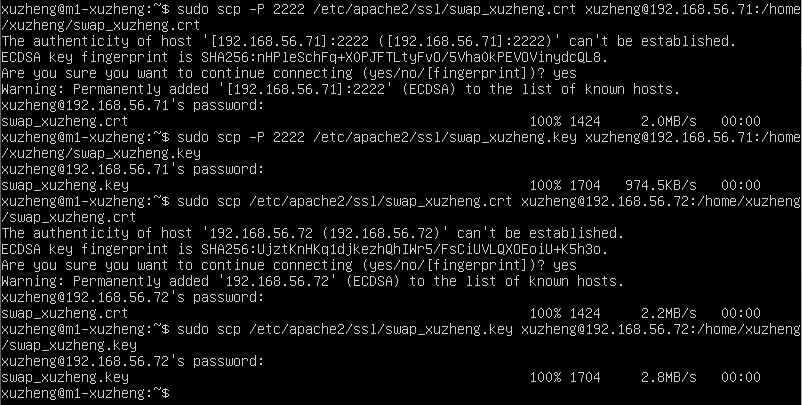 xuzheng@m1-xuzheng:~$ sudo scp -P 2222 /etc/apache2/ssl/swap_xuzheng.crt xuzheng@192.168.56.71:/home
/xuzheng/swap_xuzheng.crt
The authenticity of host '[192.168.56.71]:2222 ([192.168.56.71]:2222)' can't be established.
ECDSA key fingerprint is SHA256:nHPleSchFq+X0PJFTLtyFvO/5Vha0kPEVOVinydcQL8.
Are you sure you want to continue connecting (yes/no/[fingerprint])? yes
Warning: Permanently added '[192.168.56.71]:2222' (ECDSA) to the list of known hosts.
xuzheng@192.168.56.71's password:
swap_xuzheng.crt 100% 1424 2.0MB/s 00:00
xuzheng@m1-xuzheng:~$ sudo scp -P 2222 /etc/apache2/ssl/swap_xuzheng.key xuzheng@192.168.56.71:/home
/xuzheng/swap_xuzheng.key
xuzheng@192.168.56.71's password:
swap_xuzheng.key 100% 1704 974.5KB/s 00:00
xuzheng@m1-xuzheng:~$ sudo scp /etc/apache2/ssl/swap_xuzheng.crt xuzheng@192.168.56.72:/home/xuzheng
/swap_xuzheng.crt
The authenticity of host '192.168.56.72 (192.168.56.72)' can't be established.
ECDSA key fingerprint is SHA256:UjztKnHKq1djkezhQhIWr5/FsCiUVLQXOEoiU+K5h3o.
Are you sure you want to continue connecting (yes/no/[fingerprint])? yes
Warning: Permanently added '192.168.56.72' (ECDSA) to the list of known hosts.
xuzheng@192.168.56.72's password:
swap_xuzheng.crt 100% 1424 2.2MB/s 00:00
xuzheng@m1-xuzheng:~$ sudo scp /etc/apache2/ssl/swap_xuzheng.key xuzheng@192.168.56.72:/home/xuzheng
/swap_xuzheng.key
xuzheng@192.168.56.72's password:
swap_xuzheng.key 100% 1704 2.8MB/s 00:00
xuzheng@m1-xuzheng:~$